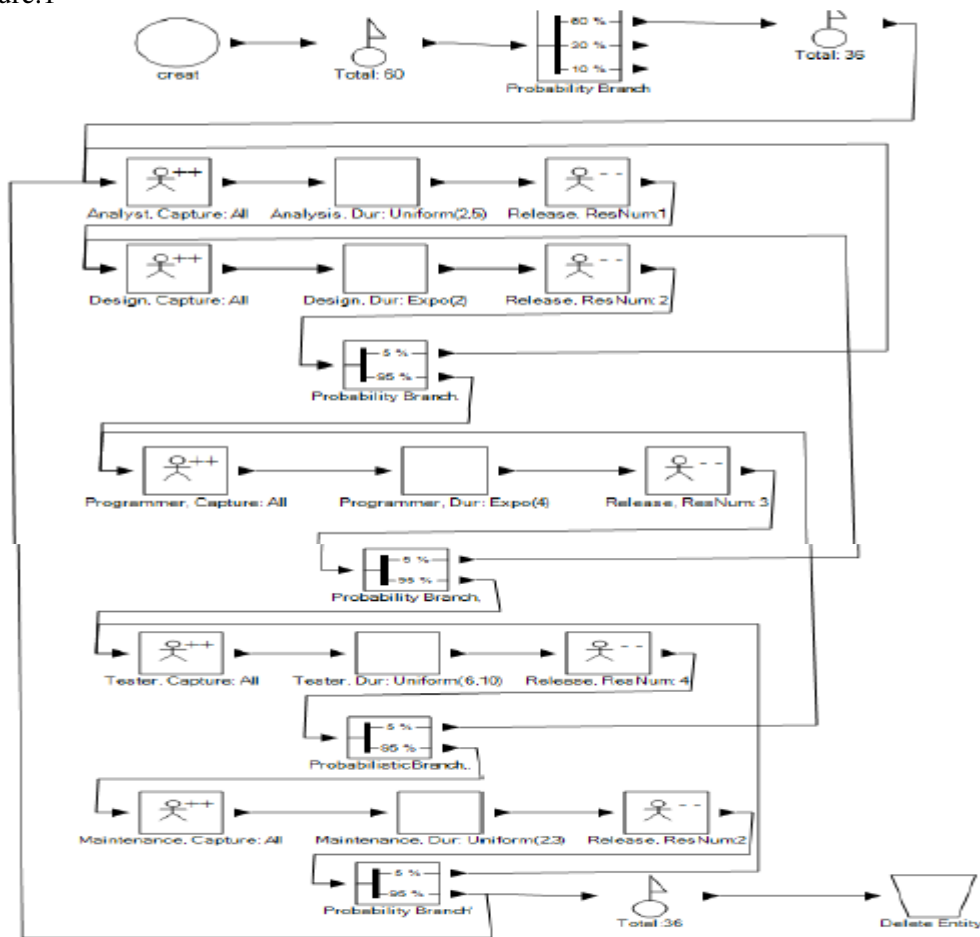 ure.1
creat
Total: 60
60 %
30 %
10 %
Probability Branch
Total: 36
++
- -
Analyst, Capture: All
Analysis, Dur: Uniform(2,5)
Release, ResNum:1
++
- -
Design, Capture: All
Design, Dur: Expo(2)
Release, ResNum: 2
5 %
95 %
Probability Branch.
++
- -
Programmer, Capture: All
Programmer, Dur: Expo(4)
Release, ResNum: 3
5 %
95 %
Probability Branch,
++
- -
Tester, Capture: All
Tester, Dur: Uniform(6,10)
Release, ResNum: 4
5 %
95 %
ProbabilisticBranch,.
++
- -
Maintenance, Capture: All
Maintenance, Dur: Uniform(2,3)
Release, ResNum:2
5 %
95 %
Probability Branch'
Total:36
Delete Entity